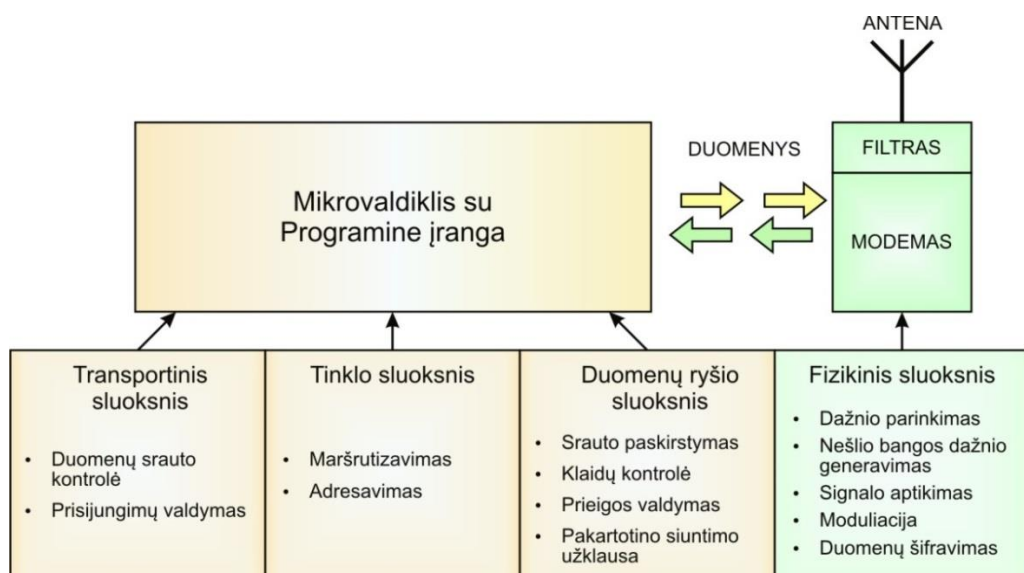 ANTENA
Mikrovaldiklis su
Programine įranga
DUOMENYS
FILTRAS
MODEMAS
Transportinis
sluoksnis
• Duomenų srauto
kontrolė
• Prisijungimų valdymas
Tinklo sluoksnis
• Maršrutizavimas
• Adresavimas
Duomenų ryšio
sluoksnis
• Srauto paskirstymas
• Klaidų kontrolė
• Prieigos valdymas
• Pakartotino siuntimo
užklausa
Fizikinis sluoksnis
• Dažnio parinkimas
• Nešlio bangos dažnio
generavimas
• Signalo aptikimas
• Moduliacija
• Duomenų šifravimas